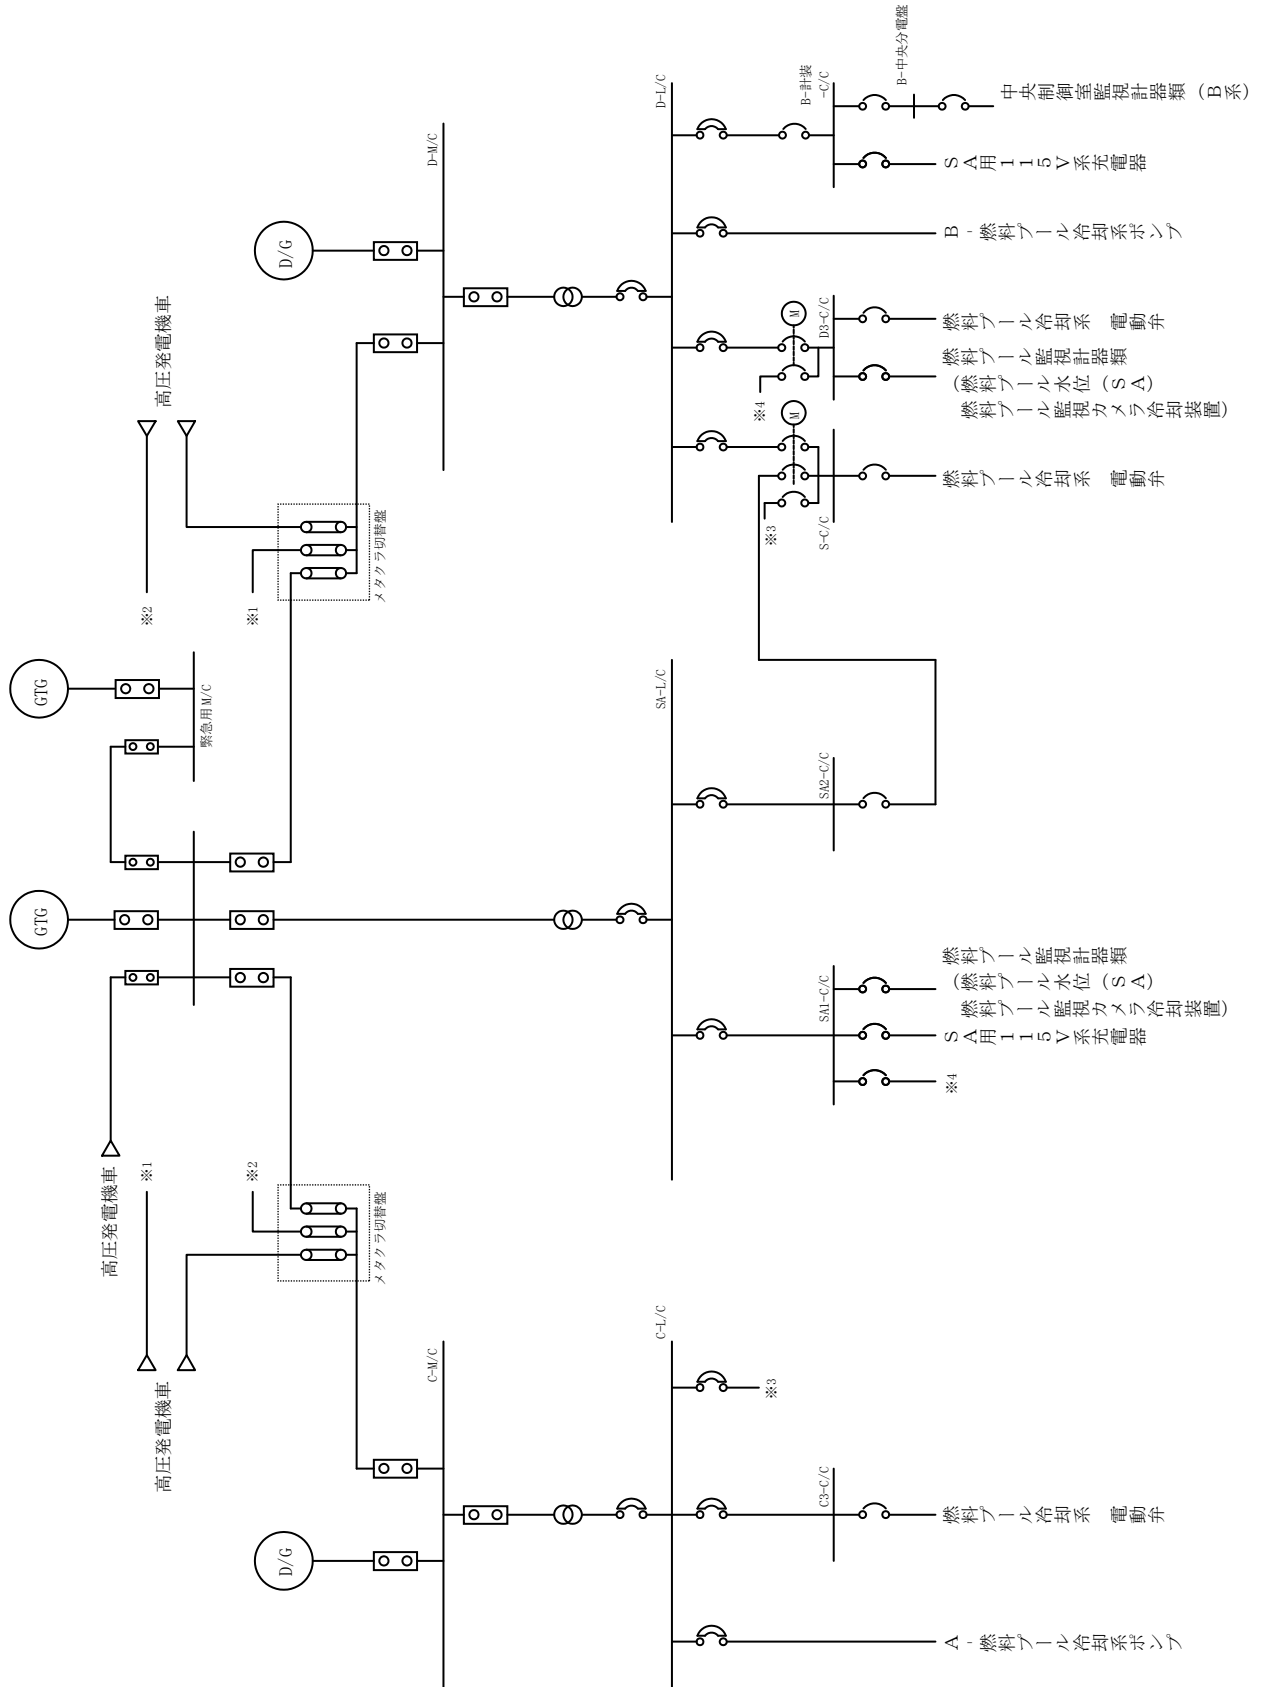 GTG
GTG
緊急用M/C
高圧発電機車
※1
※2
高圧発電機車
高圧発電機車
※2
※1
メタクラ切替盤
メタクラ切替盤
D/G
D/G
C-M/C
D-M/C
C-L/C
SA-L/C
D-L/C
※3
C3-C/C
SA1-C/C
SA2-C/C
※3
S-C/C
M
※4
M
D3-C/C
B-計装
-C/C
B-中央分電盤
A-燃料プール冷却系ポンプ
燃料プール冷却系 電動弁
※4
SA用115V系充電器
燃料プール監視計器類
(燃料プール水位(SA)
燃料プール監視カメラ冷却装置)
燃料プール冷却系 電動弁
燃料プール監視計器類
(燃料プール水位(SA)
燃料プール監視カメラ冷却装置)
燃料プール冷却系 電動弁
B-燃料プール冷却系ポンプ
SA用115V系充電器
中央制御室監視計器類(B系)